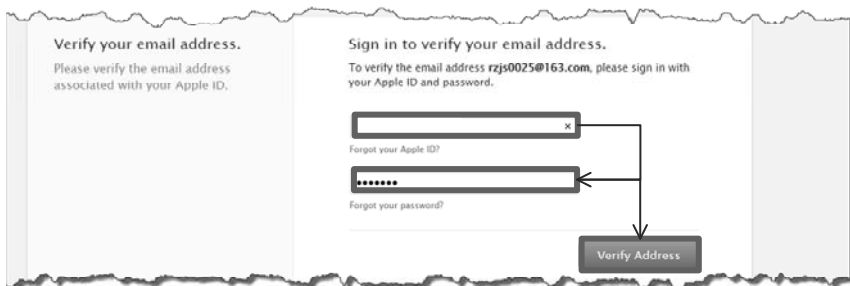 Verify your email address.
Please verify the email address
associated with your Apple ID.
Sign in to verify your email address.
To verify the email address rzjs0025@163.com, please sign in with
your Apple ID and password.
×
Forgot your Apple ID?
•••••••
Forgot your password?
Verify Address